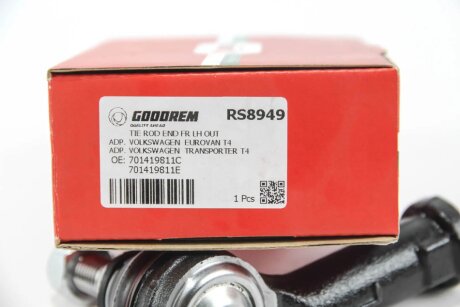 GOODREM RS8949
QUALITY AHEAD
TIE ROD END FR LH OUT
ADP. VOLKSWAGEN EUROVAN T4
ADP. VOLKSWAGEN TRANSPORTER T4
OE: 701419811C
701419811E
1 Pcs